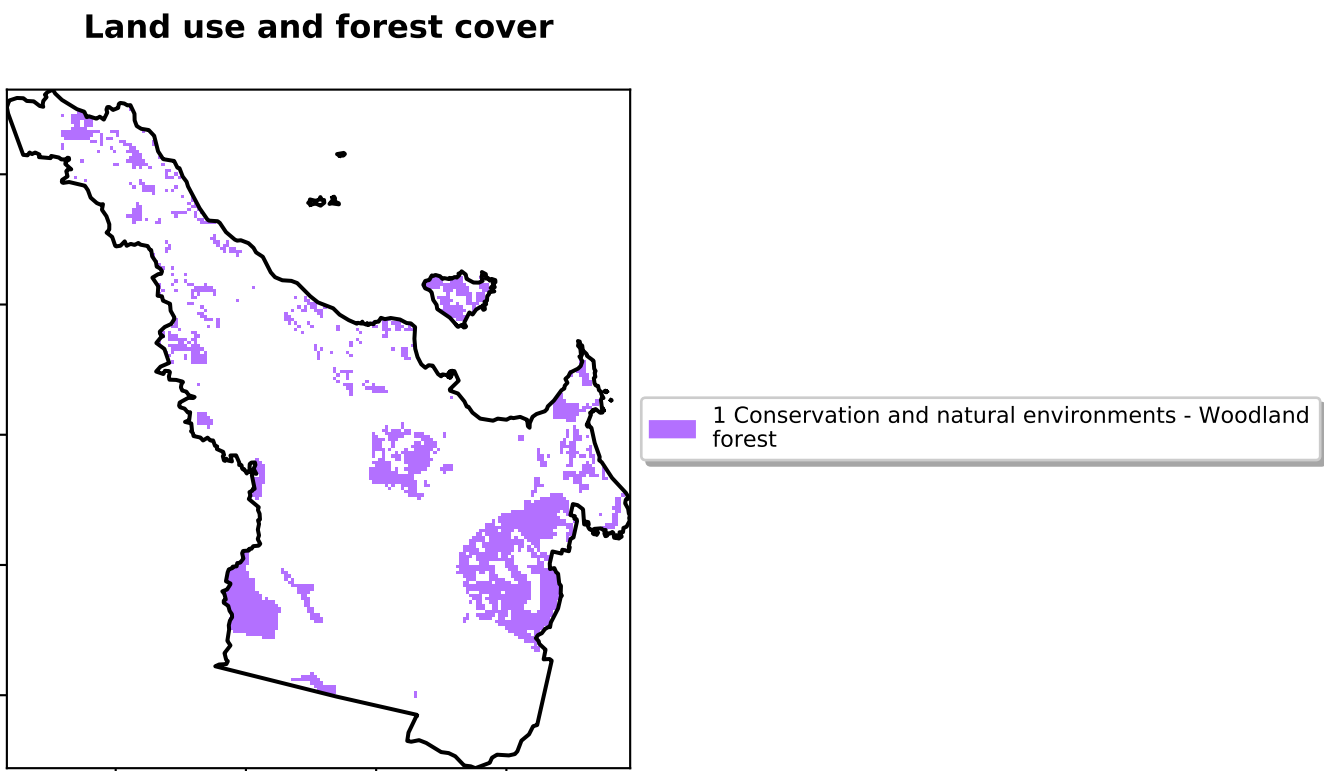 Land use and forest cover
1 Conservation and natural environments - Woodland
forest